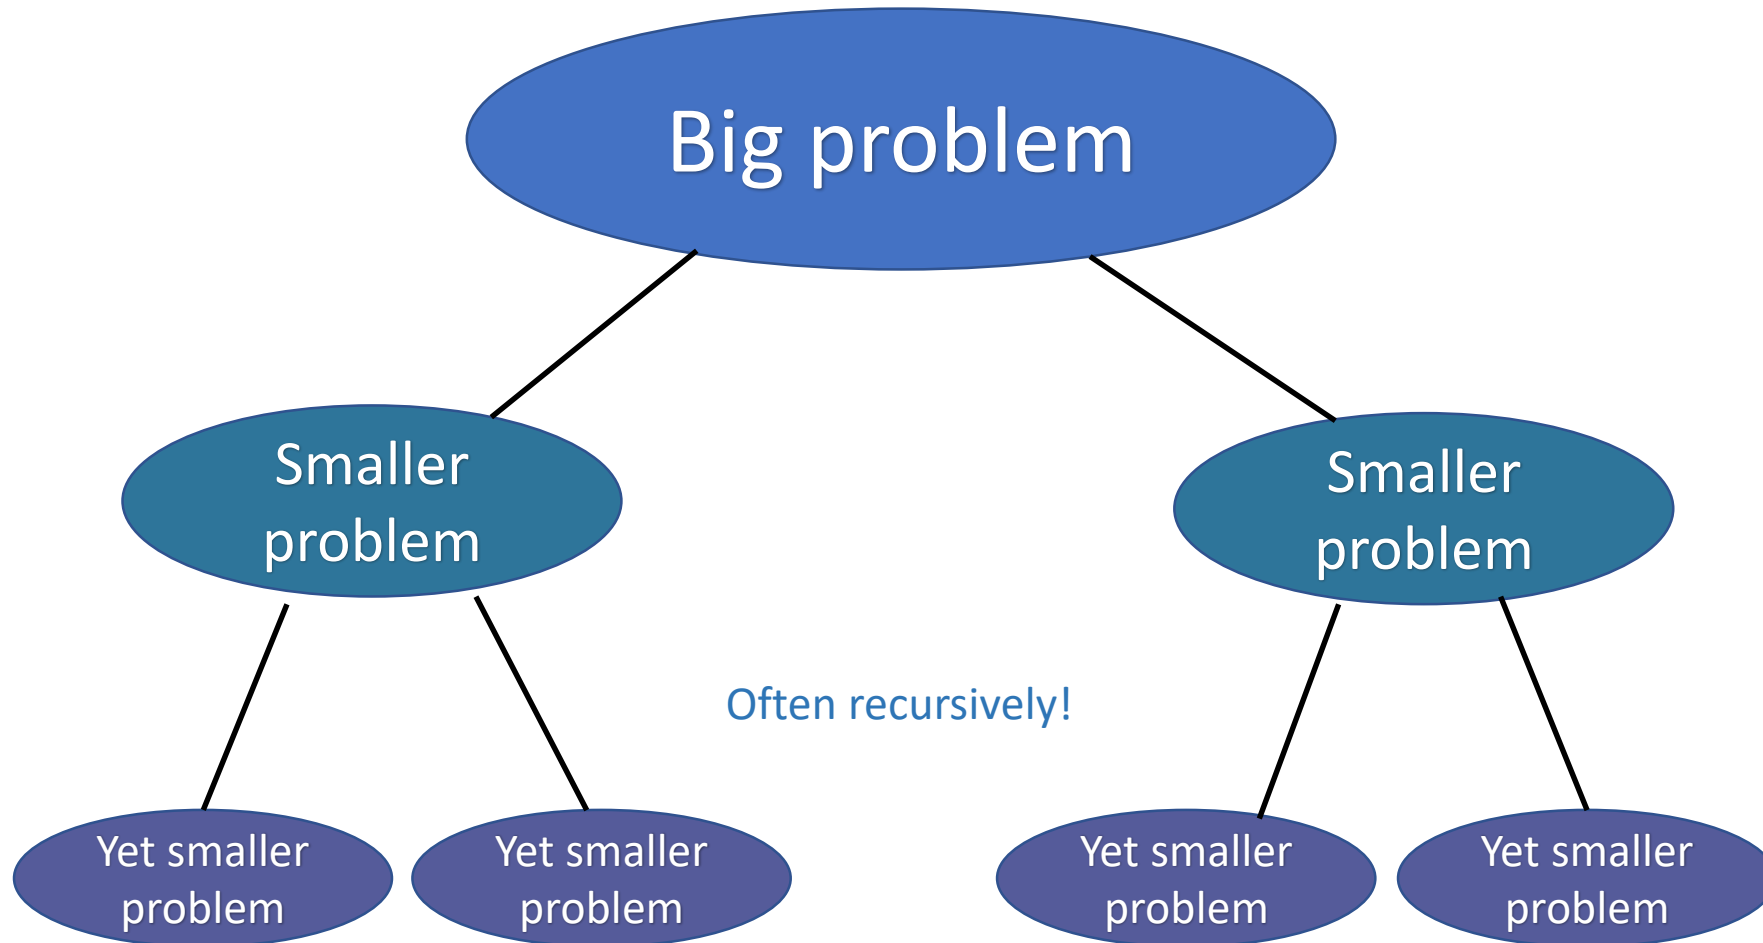 Big problem
Smaller
problem
Smaller
problem
Often recursively!
Yet smaller
problem
Yet smaller
problem
Yet smaller
problem
Yet smaller
problem